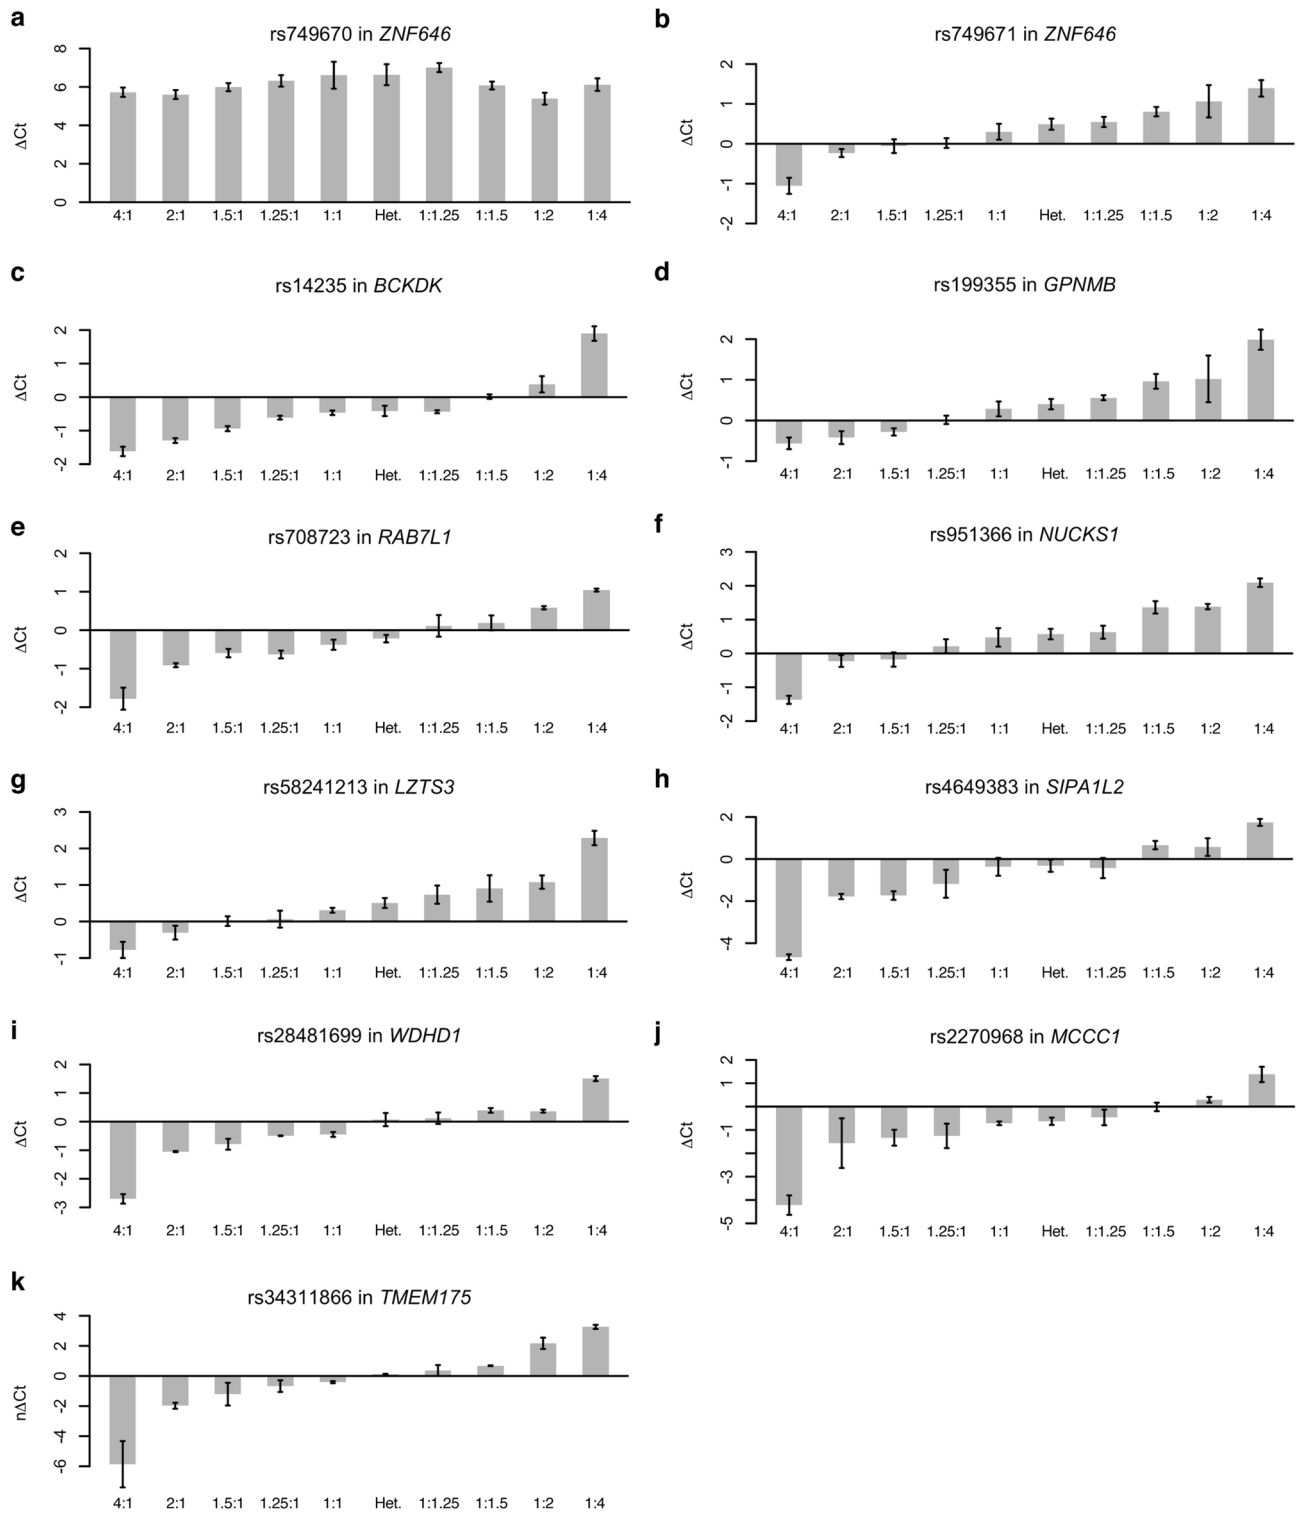 a
rs749670 in ZNF646
ΔCt
8
6
4
2
0
4:1 2:1 1.5:1 1.25:1 1:1 Het. 1:1.25 1:1.5 1:2 1:4
b
rs749671 in ZNF646
ΔCt
2
1
0
-1
-2
4:1 2:1 1.5:1 1.25:1 1:1 Het. 1:1.25 1:1.5 1:2 1:4
c
rs14235 in BCKDK
ΔCt
2
1
0
-1
-2
4:1 2:1 1.5:1 1.25:1 1:1 Het. 1:1.25 1:1.5 1:2 1:4
d
rs199355 in GPNMB
ΔCt
2
1
0
-1
4:1 2:1 1.5:1 1.25:1 1:1 Het. 1:1.25 1:1.5 1:2 1:4
e
rs708723 in RAB7L1
ΔCt
2
1
0
-1
-2
4:1 2:1 1.5:1 1.25:1 1:1 Het. 1:1.25 1:1.5 1:2 1:4
f
rs951366 in NUCKS1
ΔCt
3
2
1
0
-1
-2
4:1 2:1 1.5:1 1.25:1 1:1 Het. 1:1.25 1:1.5 1:2 1:4
g
rs58241213 in LZTS3
ΔCt
3
2
1
0
-1
4:1 2:1 1.5:1 1.25:1 1:1 Het. 1:1.25 1:1.5 1:2 1:4
h
rs4649383 in SIPA1L2
ΔCt
2
0
-2
-4
4:1 2:1 1.5:1 1.25:1 1:1 Het. 1:1.25 1:1.5 1:2 1:4
i
rs28481699 in WDHD1
ΔCt
2
1
0
-1
-3
4:1 2:1 1.5:1 1.25:1 1:1 Het. 1:1.25 1:1.5 1:2 1:4
j
rs2270968 in MCCC1
ΔCt
2
1
-1
-3
-5
4:1 2:1 1.5:1 1.25:1 1:1 Het. 1:1.25 1:1.5 1:2 1:4
k
rs34311866 in TMEM175
nΔCt
4
2
0
-2
-4
-6
4:1 2:1 1.5:1 1.25:1 1:1 Het. 1:1.25 1:1.5 1:2 1:4